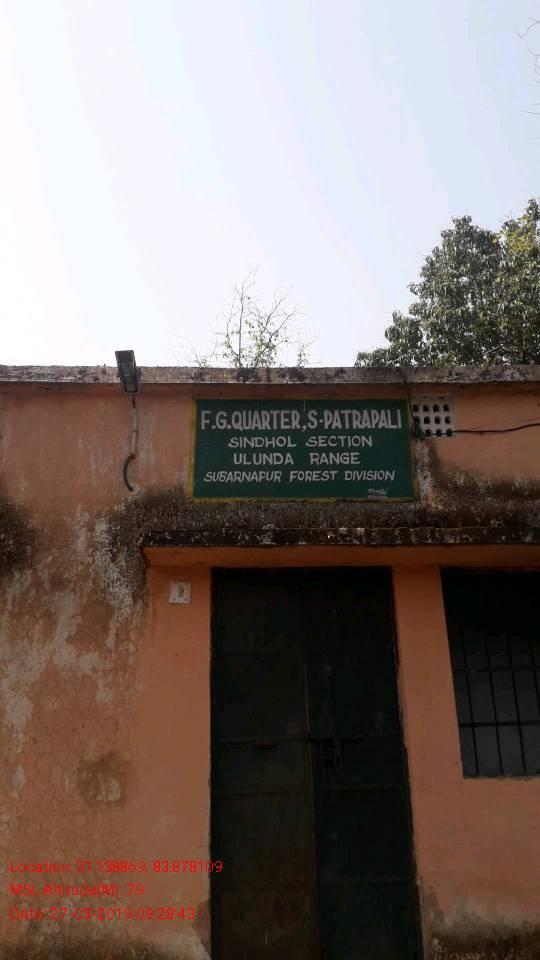 F.G.QUARTER,S-PATRAPALI
SINDHOL SECTION
ULUNDA RANGE
SUBARNAPUR FOREST DIVISION
Location: 21.138869, 83.878109
MSL Altitude(M): 79
Date: 27-03-2019 09:28:43